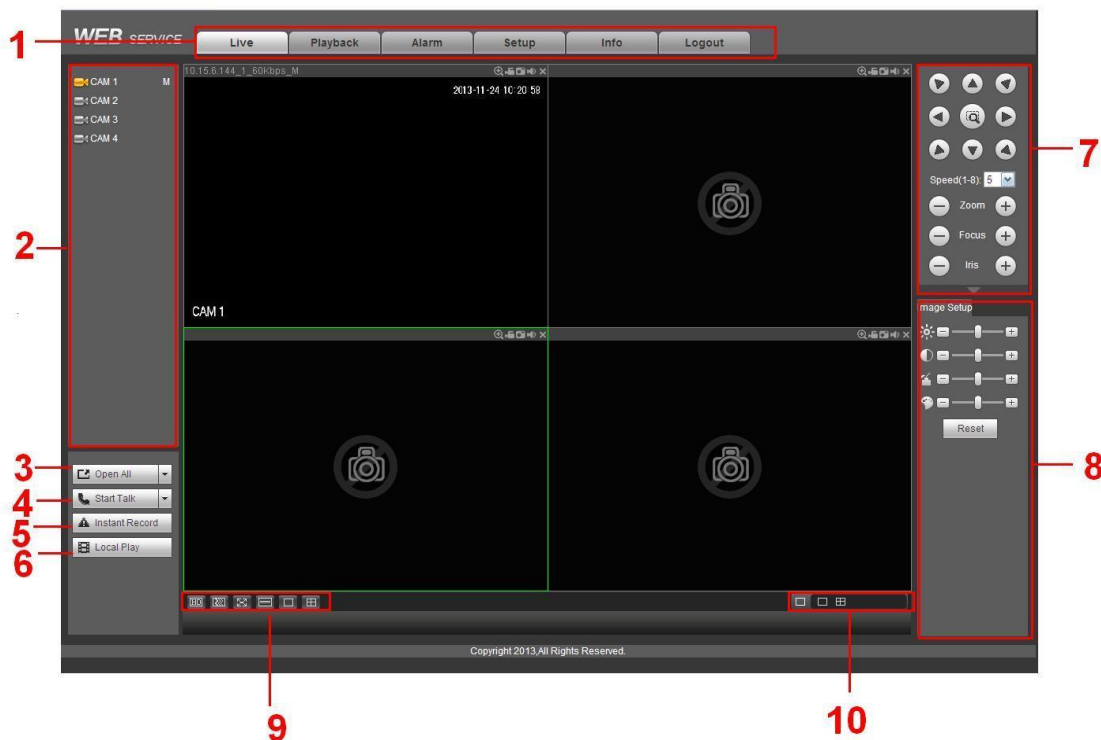 WEB SERVICE
Live Playback Alarm Setup Info Logout
1
CAM 1 M
CAM 2
CAM 3
CAM 4
2
10.15.6.144_1_60Kbps_M
2013-11-24 10:20:58
CAM 1
Speed(1-8): 5
Zoom
Focus
Iris
7
mage Setup
Reset
8
3
Open All
4
Start Talk
5
Instant Record
6
Local Play
9
10
Copyright 2013,All Rights Reserved.